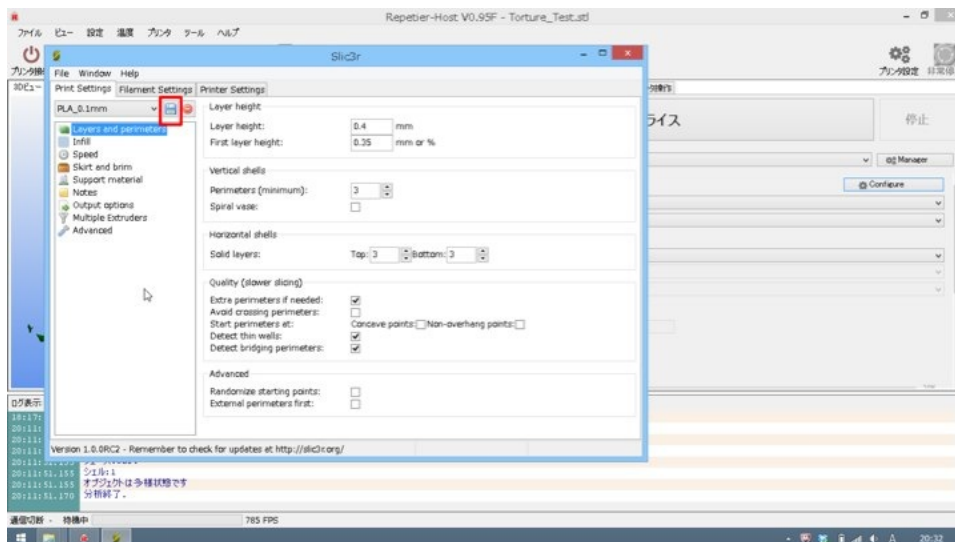 Repetier-Host V0.95F - Torture_Test.stl
ファイル ビュー 設定 温度 プリンタ ツール ヘルプ
Slic3r
File Window Help
プリンタ設定
Print Settings Filament Settings Printer Settings
PLA_0.1mm
Layers and perimeters
Infill
Speed
Skirt and brim
Support material
Notes
Output options
Multiple Extruders
Advanced
Layer height
Layer height: 0.4 mm
First layer height: 0.35 mm or %
Vertical shells
Perimeters (minimum): 3
Spiral vase:
Horizontal shells
Solid layers: Top: 3 Bottom: 3
Quality (slower slicing)
Extra perimeters if needed:
Avoid crossing perimeters:
Start perimeters at: Concave points: Non-overhang points:
Detect thin walls:
Detect bridging perimeters:
Advanced
Randomize starting points:
External perimeters first:
Version 1.0.0RC2 - Remember to check for updates at http://slic3r.org/
停止
Manager
Configure
ログ表示
20:11:51.155 シェル:1
20:11:51.155 オブジェクトは多様状態です
20:11:51.170 分析終了.
通信切断 - 待機中 785 FPS
A 20:32